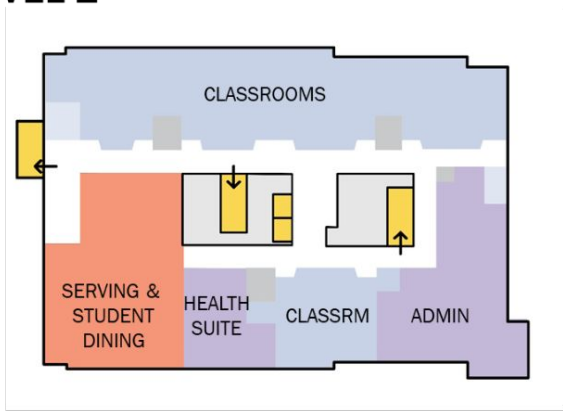 CLASSROOMS
SERVING &
STUDENT
DINING
HEALTH
SUITE
CLASSRM
ADMIN